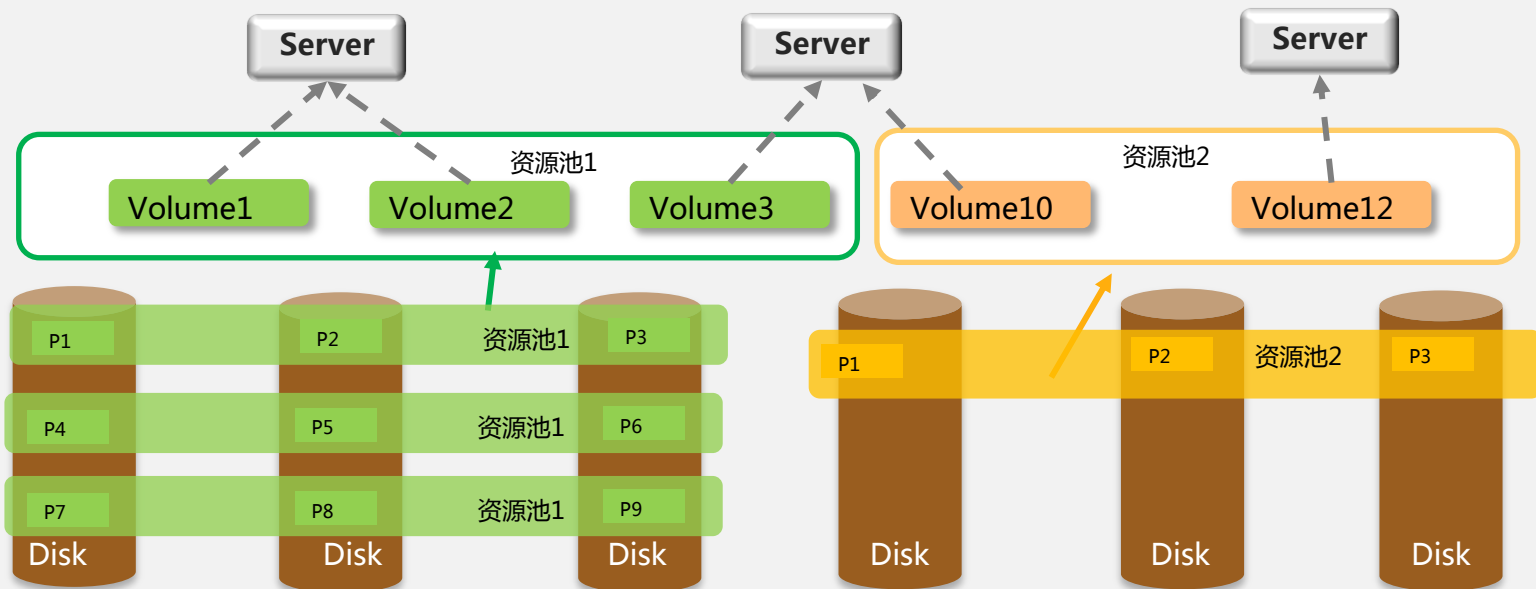 Server
Server
Server
资源池1
资源池2
Volume1
Volume2
Volume3
Volume10
Volume12
P1
P2
资源池1
P3
P1
P2
资源池2
P3
P4
P5
资源池1
P6
P7
P8
资源池1
P9
Disk
Disk
Disk
Disk
Disk
Disk